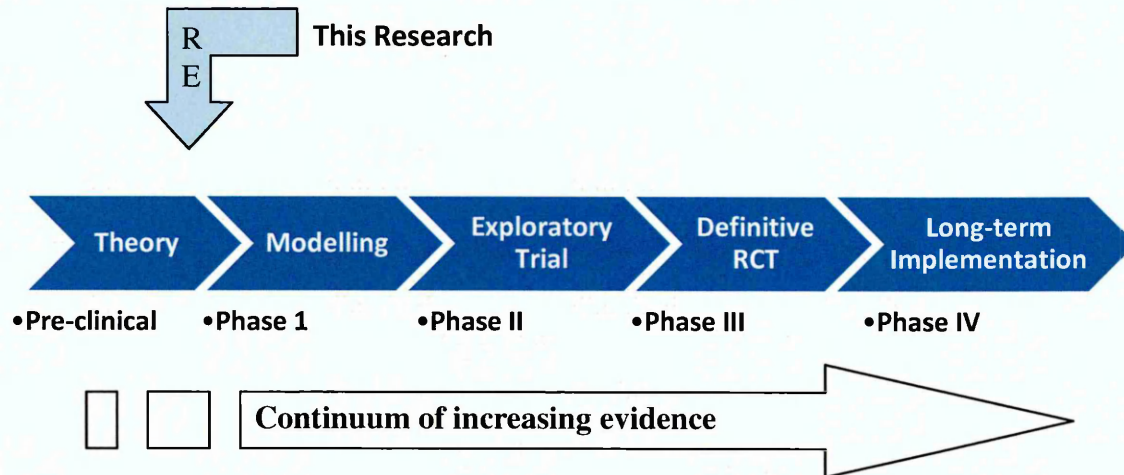 R
E
This Research
Theory
Modelling
Exploratory
Trial
Definitive
RCT
Long-term
Implementation
•Pre-clinical
•Phase 1
•Phase II
•Phase III
•Phase IV
Continuum of increasing evidence